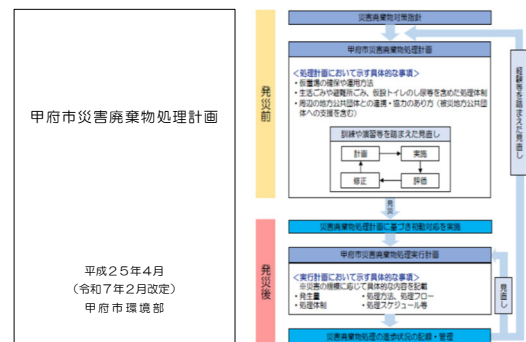 甲府市災害廃棄物処理計画
平成25年4月
（令和7年2月改定）
甲府市環境部
発災前
災害廃棄物対策指針
甲府市災害廃棄物処理計画
＜処理計画において示す具体的な事項＞
・仮置場の確保や運用方法
・生活ごみや避難所ごみ、仮設トイレのし尿等を含めた処理体制
・周辺の地方公共団体との連携・協力のあり方（被災地方公共団
体への支援を含む）
訓練や演習等を踏まえた見直し
計画
実施
修正
評価
経験等を踏まえた見直し
発災
発災後
災害廃棄物処理計画に基づき初動対応を実施
甲府市災害廃棄物処理実行計画
＜実行計画において示す具体的な事項＞
※災害の規模に応じて具体的な内容を記載
・発生量　・処理方法、処理フロー
・処理体制　・処理スケジュール等
見直し
災害廃棄物処理の進捗状況の記録・管理